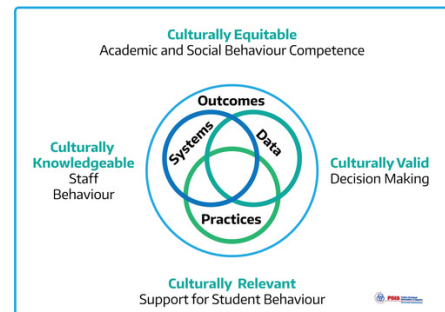 Culturally Equitable
Academic and Social Behaviour Competence
Outcomes
Systems
Data
Practices
Culturally
Knowledgeable
Staff
Behaviour
Culturally Valid
Decision Making
Culturally Relevant
Support for Student Behaviour
PBIS